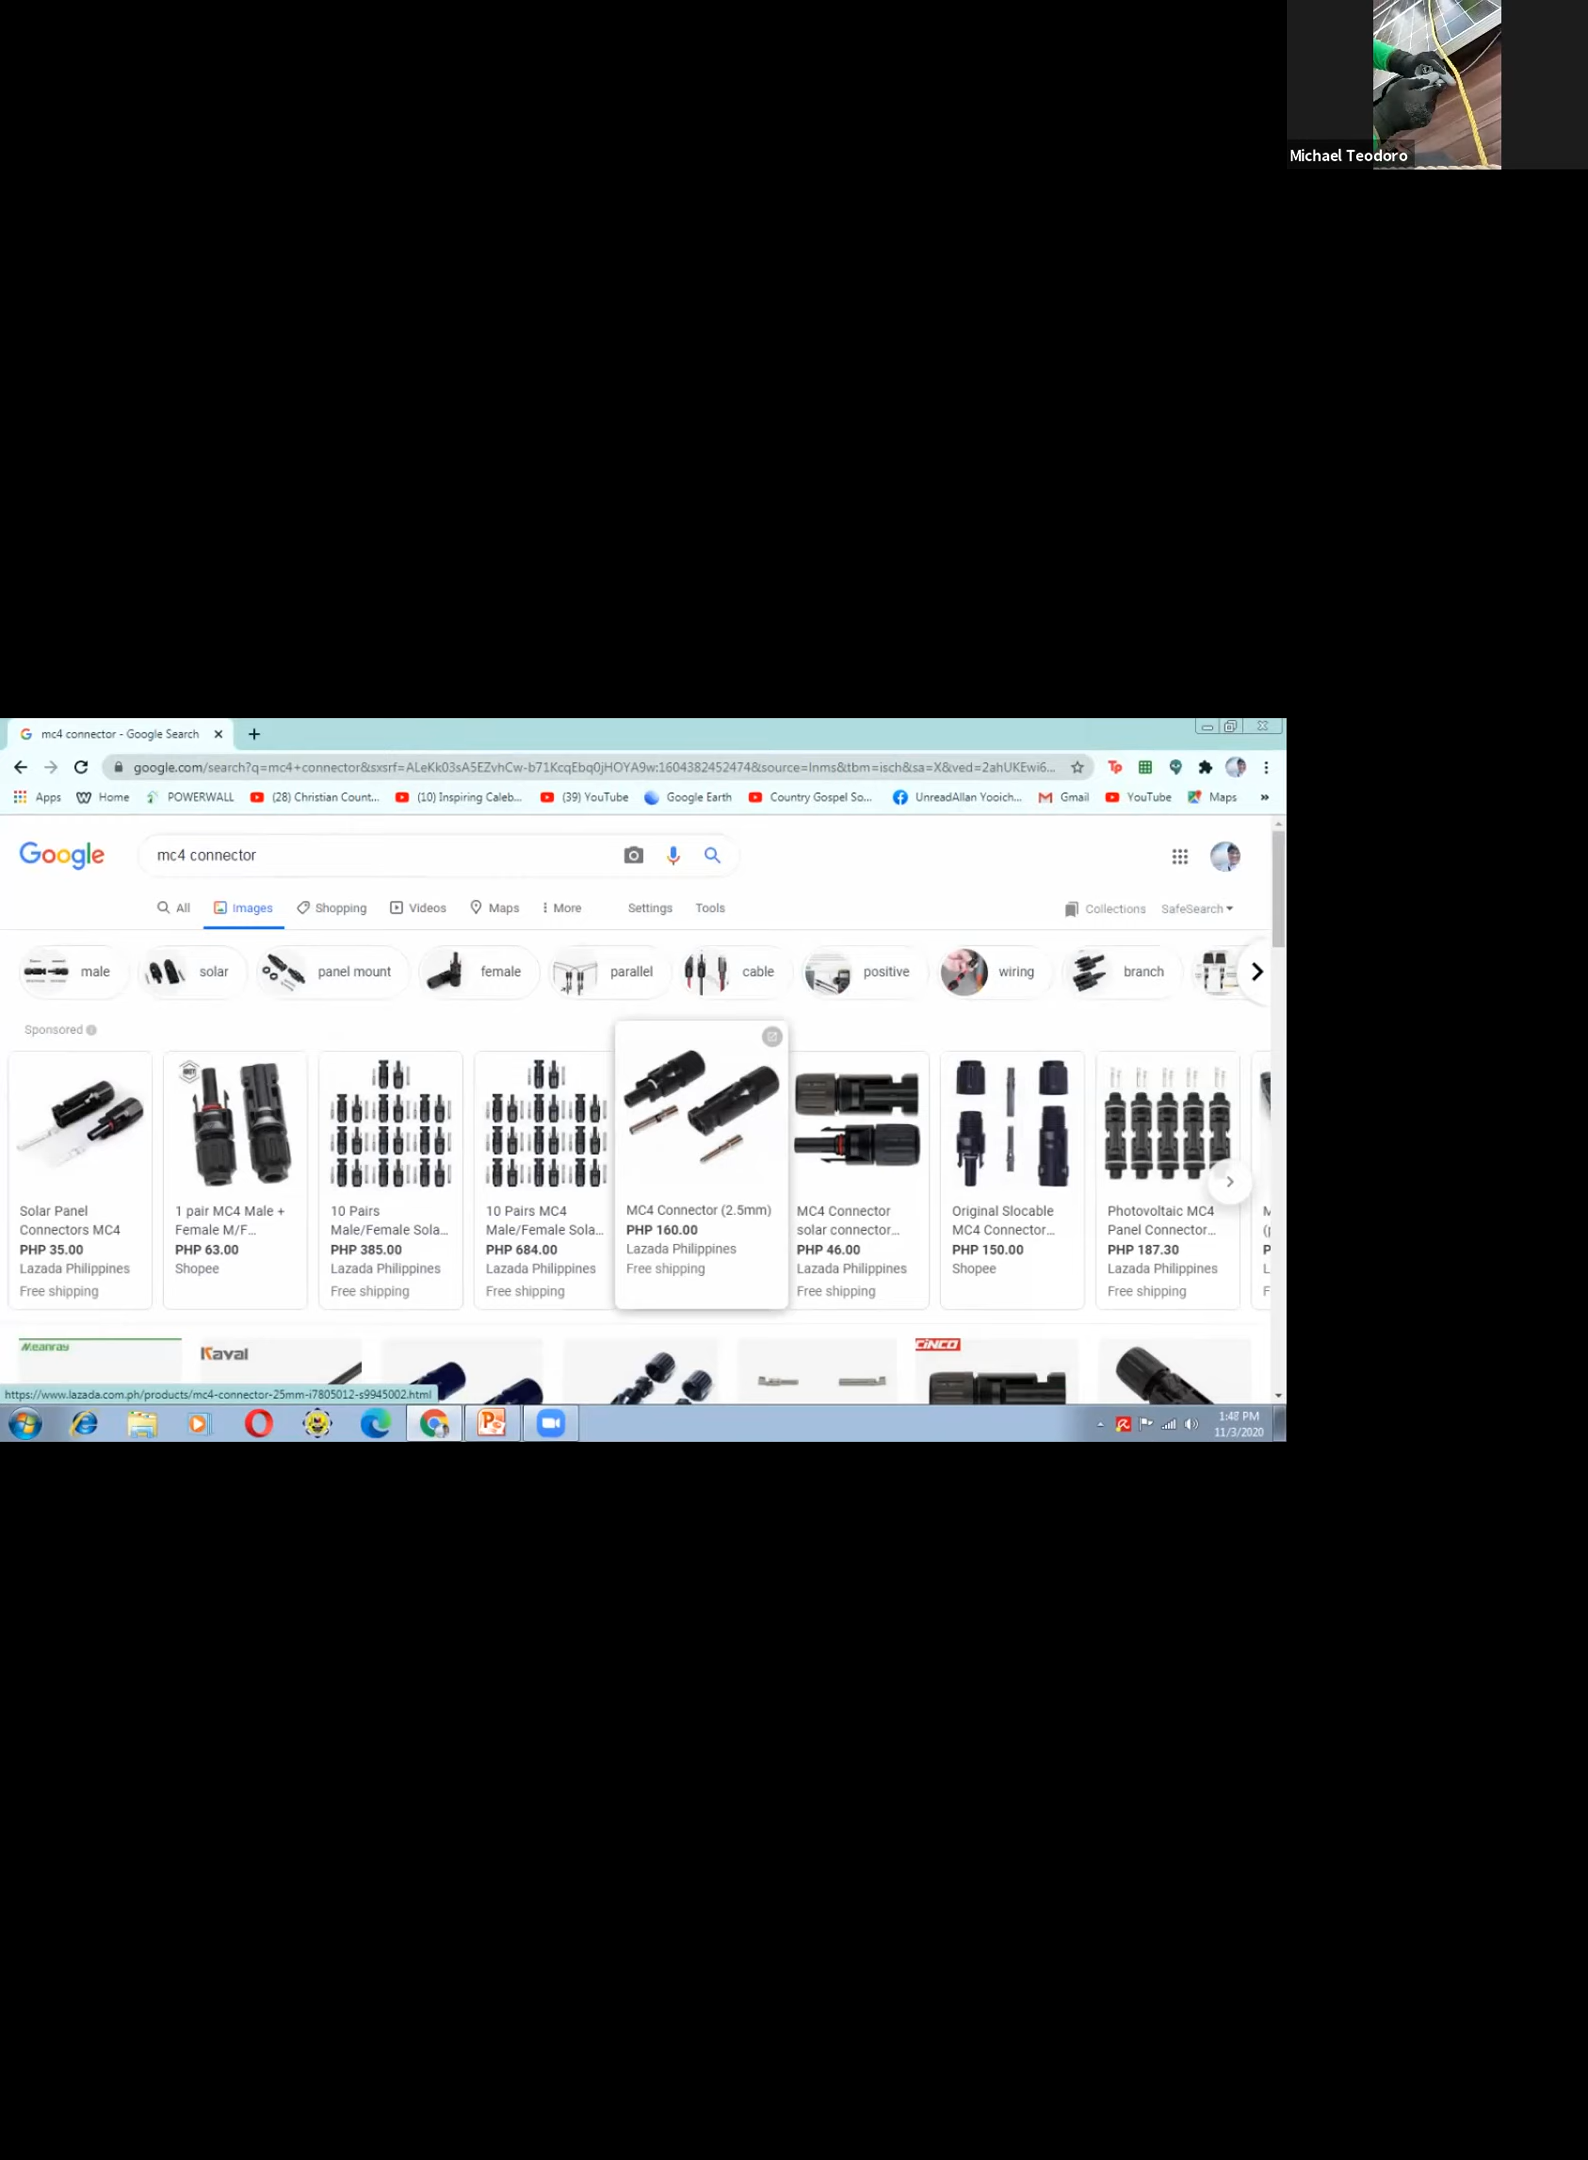 Michael Teodoro
mc4 connector - Google Search
google.com/search?q=mc4+connector&sxsrf=ALeKk03sA5EZvhCw-b71KcqEbq0jHOYA9w:1604382452474&source=lnms&tbm=isch&sa=X&ved=2ahUKEwi6...
Apps Home POWERWALL (28) Christian Count... (10) Inspiring Caleb... (39) YouTube Google Earth Country Gospel So... UnreadAllan Yooich... Gmail YouTube Maps »
Google mc4 connector
All Images Shopping Videos Maps More Settings Tools Collections SafeSearch
male solar panel mount female parallel cable positive wiring branch
Sponsored
Solar Panel
Connectors MC4
PHP 35.00
Lazada Philippines
Free shipping
1 pair MC4 Male +
Female M/F...
PHP 63.00
Shopee
10 Pairs
Male/Female Sola...
PHP 385.00
Lazada Philippines
Free shipping
10 Pairs MC4
Male/Female Sola...
PHP 684.00
Lazada Philippines
Free shipping
MC4 Connector (2.5mm)
PHP 160.00
Lazada Philippines
Free shipping
MC4 Connector
solar connector...
PHP 46.00
Lazada Philippines
Free shipping
Original Slocable
MC4 Connector...
PHP 150.00
Shopee
Photovoltaic MC4
Panel Connector...
PHP 187.30
Lazada Philippines
Free shipping
Meanray
Kaval
CiNCO
https://www.lazada.com.ph/products/mc4-connector-25mm-i7805012-s9945002.html
1:48 PM
11/3/2020